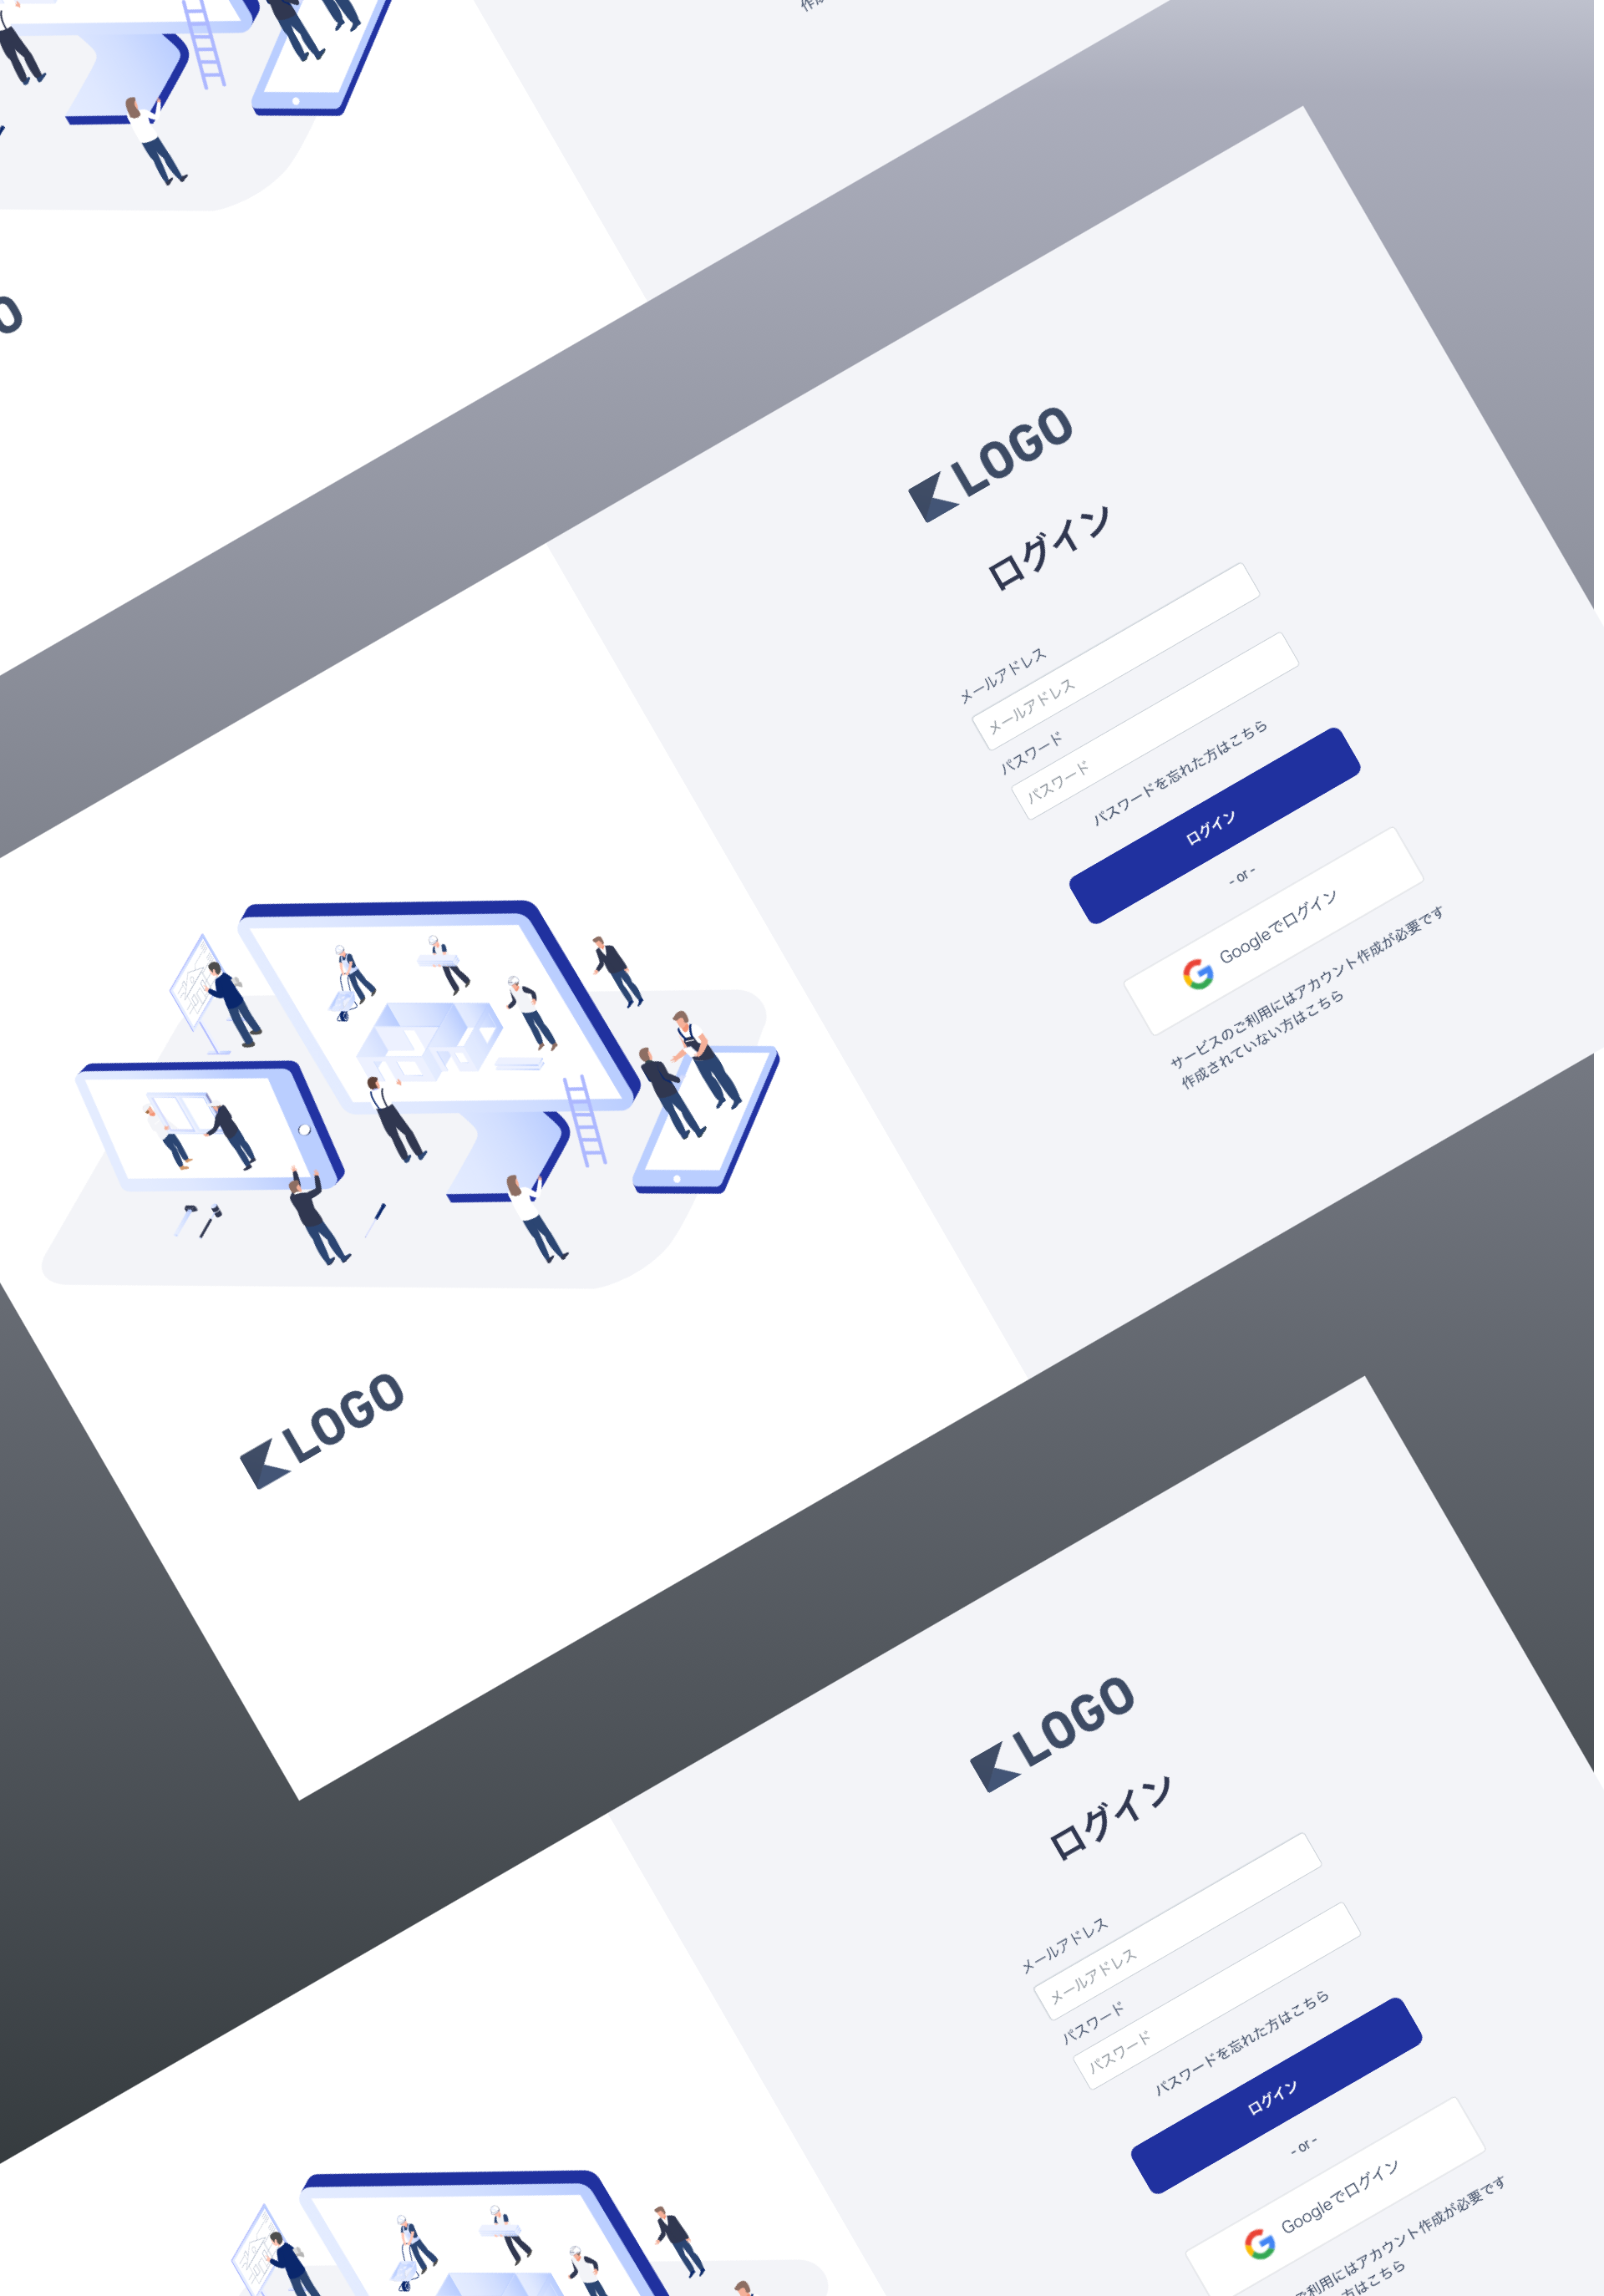 LOGO
ログイン
メールアドレス
メールアドレス
パスワード
パスワード
パスワードを忘れた方はこちら
ログイン
- or -
Googleでログイン
サービスのご利用にはアカウント作成が必要です
作成されていない方はこちら
LOGO
LOGO
ログイン
メールアドレス
メールアドレス
パスワード
パスワード
パスワードを忘れた方はこちら
ログイン
- or -
Googleでログイン
ご利用にはアカウント作成が必要です
方はこちら